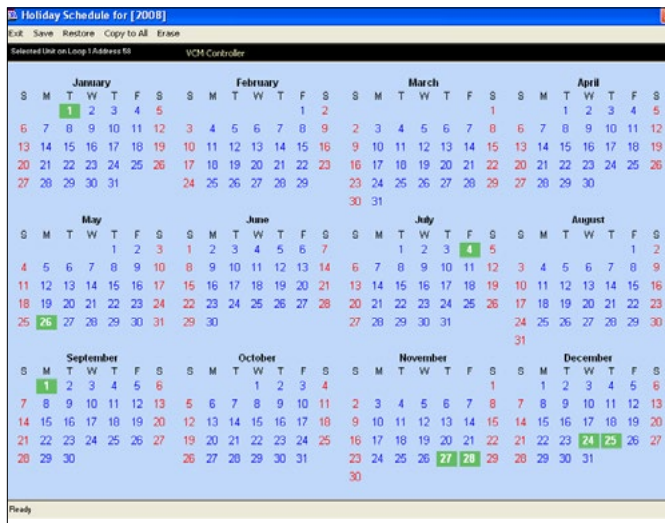 Holiday Schedule for [2008]
Exit Save Restore Copy to All Erase
Selected Unit on Loop 1 Address 58 VCM Controller
January February March April
S M T W T F S S M T W T F S S M T W T F S S M T W T F S
1 2 3 4 5 1 2 1 1 2 3 4 5
6 7 8 9 10 11 12 3 4 5 6 7 8 9 2 3 4 5 6 7 8 6 7 8 9 10 11 12
13 14 15 16 17 18 19 10 11 12 13 14 15 16 9 10 11 12 13 14 15 13 14 15 16 17 18 19
20 21 22 23 24 25 26 17 18 19 20 21 22 23 16 17 18 19 20 21 22 20 21 22 23 24 25 26
27 28 29 30 31 24 25 26 27 28 29 23 24 25 26 27 28 29 27 28 29 30
30 31
May June July August
S M T W T F S S M T W T F S S M T W T F S S M T W T F S
1 2 3 1 2 3 4 5 6 7 1 2 3 4 5 1 2
4 5 6 7 8 9 10 8 9 10 11 12 13 14 6 7 8 9 10 11 12 3 4 5 6 7 8 9
11 12 13 14 15 16 17 15 16 17 18 19 20 21 13 14 15 16 17 18 19 10 11 12 13 14 15 16
18 19 20 21 22 23 24 22 23 24 25 26 27 28 20 21 22 23 24 25 26 17 18 19 20 21 22 23
25 26 27 28 29 30 31 29 30 27 28 29 30 31 24 25 26 27 28 29 30
31
September October November December
S M T W T F S S M T W T F S S M T W T F S S M T W T F S
1 2 3 4 5 6 1 2 3 4 1 1 2 3 4 5 6
7 8 9 10 11 12 13 5 6 7 8 9 10 11 2 3 4 5 6 7 8 7 8 9 10 11 12 13
14 15 16 17 18 19 20 12 13 14 15 16 17 18 9 10 11 12 13 14 15 14 15 16 17 18 19 20
21 22 23 24 25 26 27 19 20 21 22 23 24 25 16 17 18 19 20 21 22 21 22 23 24 25 26 27
28 29 30 26 27 28 29 30 31 23 24 25 26 27 28 29 28 29 30 31
30
Ready